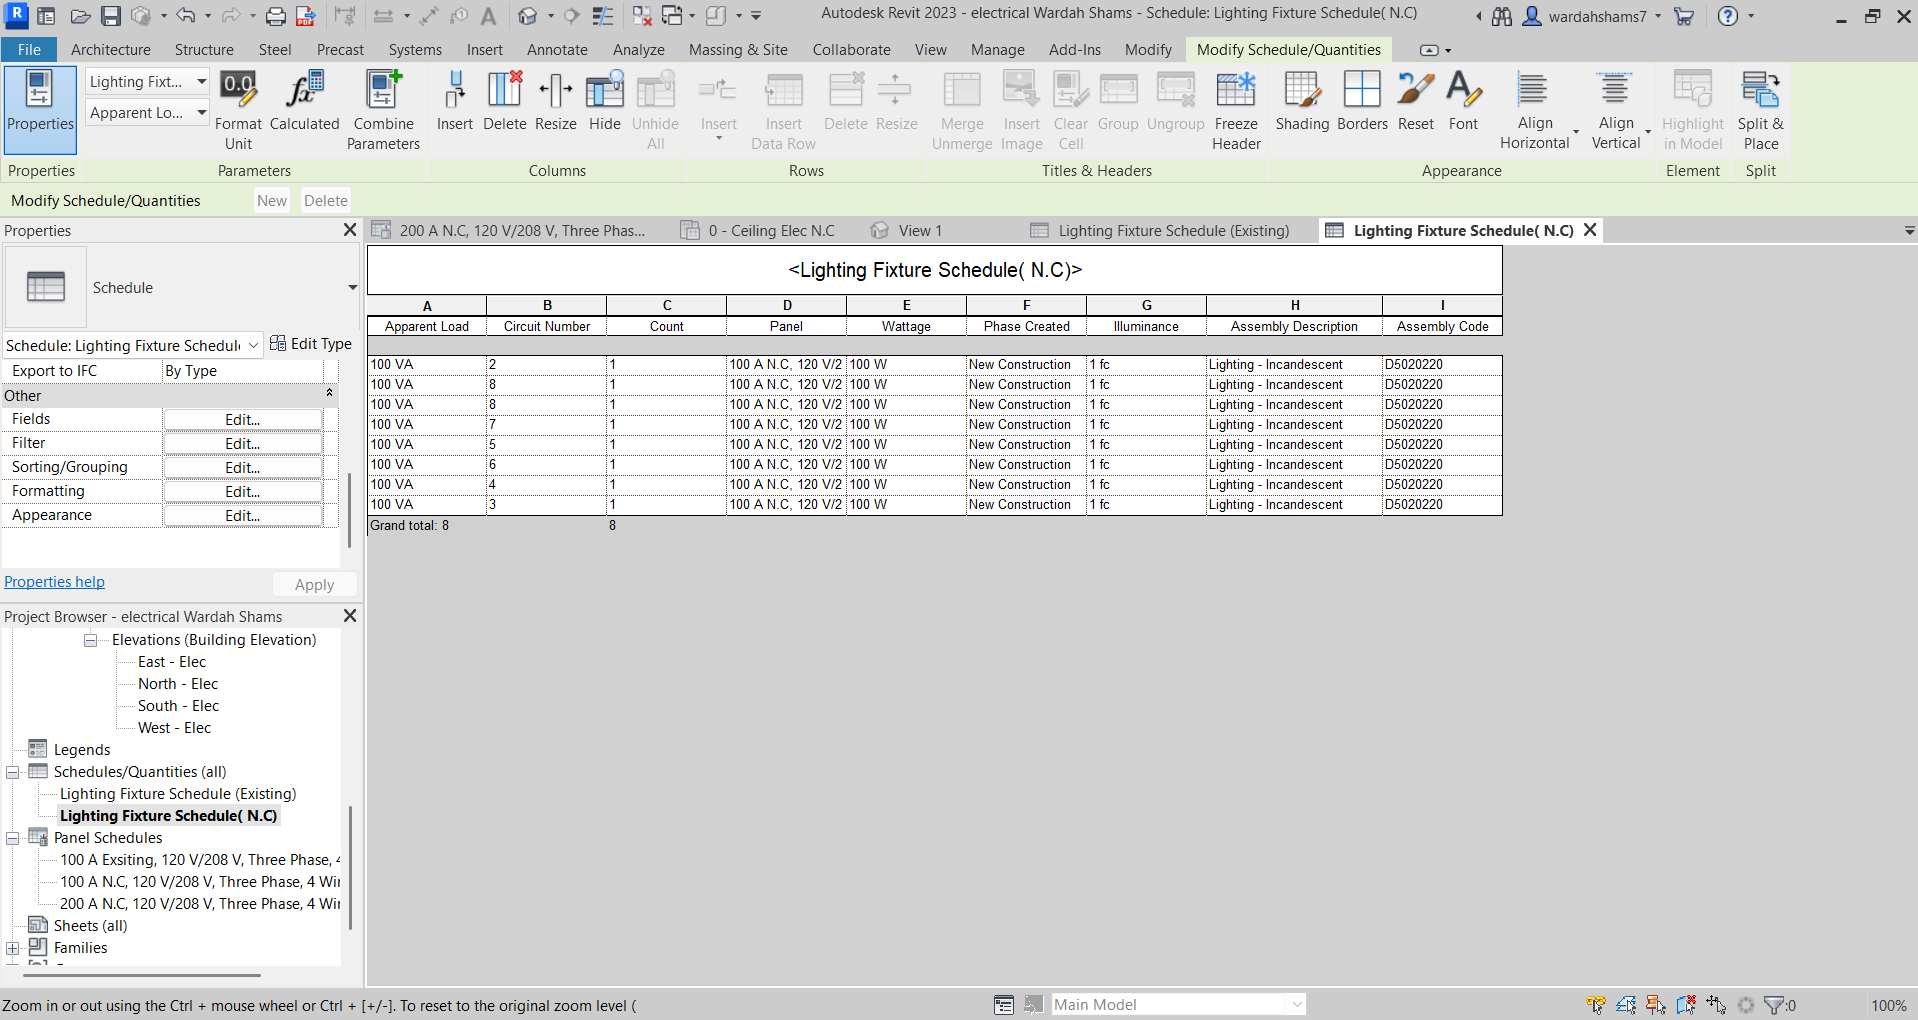 Autodesk Revit 2023 - electrical Wardah Shams - Schedule: Lighting Fixture Schedule( N.C)
wardahshams7
File Architecture Structure Steel Precast Systems Insert Annotate Analyze Massing & Site Collaborate View Manage Add-Ins Modify Modify Schedule/Quantities
Properties
Lighting Fixt...
Apparent Lo...
Format Unit
Calculated
Combine Parameters
Insert Delete Resize Hide Unhide All
Insert Insert Data Row Delete Resize
Merge Unmerge Insert Image Clear Cell Group Ungroup Freeze Header
Shading Borders Reset Font Align Horizontal Align Vertical
Highlight in Model
Split & Place
Properties Parameters Columns Rows Titles & Headers Appearance Element Split
Modify Schedule/Quantities New Delete
Properties
Schedule
Schedule: Lighting Fixture Schedul
Edit Type
Export to IFC By Type
Other
Fields Edit...
Filter Edit...
Sorting/Grouping Edit...
Formatting Edit...
Appearance Edit...
Properties help Apply
Project Browser - electrical Wardah Shams
Elevations (Building Elevation)
East - Elec
North - Elec
South - Elec
West - Elec
Legends
Schedules/Quantities (all)
Lighting Fixture Schedule (Existing)
Lighting Fixture Schedule( N.C)
Panel Schedules
100 A Exsiting, 120 V/208 V, Three Phase, 4
100 A N.C, 120 V/208 V, Three Phase, 4 Wir
200 A N.C, 120 V/208 V, Three Phase, 4 Wir
Sheets (all)
Families
200 A N.C, 120 V/208 V, Three Phas... 0 - Ceiling Elec N.C View 1 Lighting Fixture Schedule (Existing) Lighting Fixture Schedule( N.C)
<Lighting Fixture Schedule( N.C)>
A B C D E F G H I
Apparent Load Circuit Number Count Panel Wattage Phase Created Illuminance Assembly Description Assembly Code
100 VA 2 1 100 A N.C, 120 V/2 100 W New Construction 1 fc Lighting - Incandescent D5020220
100 VA 8 1 100 A N.C, 120 V/2 100 W New Construction 1 fc Lighting - Incandescent D5020220
100 VA 8 1 100 A N.C, 120 V/2 100 W New Construction 1 fc Lighting - Incandescent D5020220
100 VA 7 1 100 A N.C, 120 V/2 100 W New Construction 1 fc Lighting - Incandescent D5020220
100 VA 5 1 100 A N.C, 120 V/2 100 W New Construction 1 fc Lighting - Incandescent D5020220
100 VA 6 1 100 A N.C, 120 V/2 100 W New Construction 1 fc Lighting - Incandescent D5020220
100 VA 4 1 100 A N.C, 120 V/2 100 W New Construction 1 fc Lighting - Incandescent D5020220
100 VA 3 1 100 A N.C, 120 V/2 100 W New Construction 1 fc Lighting - Incandescent D5020220
Grand total: 8 8
Zoom in or out using the Ctrl + mouse wheel or Ctrl + [+/-]. To reset to the original zoom level (
Main Model
:0
100%